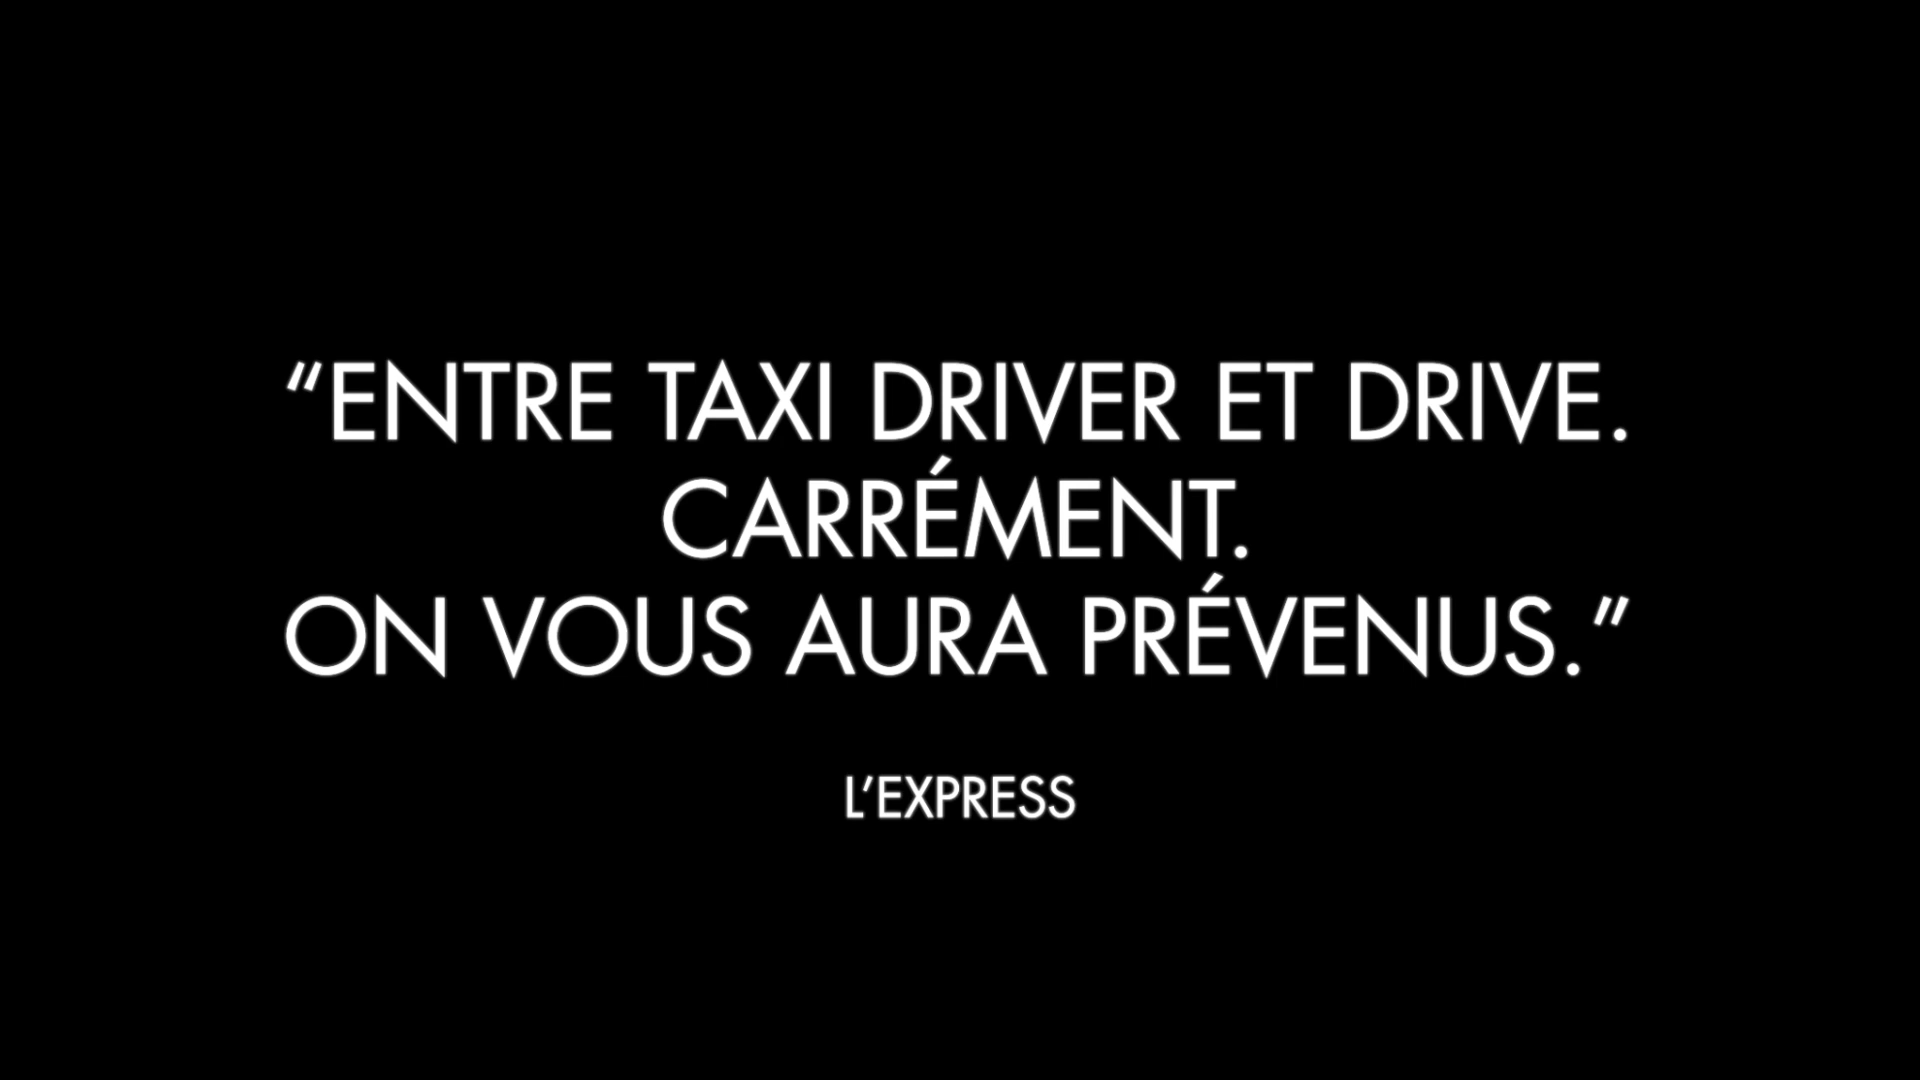 “ENTRE TAXI DRIVER ET DRIVE.
CARRÉMENT.
ON VOUS AURA PRÉVENUS.”
L’EXPRESS